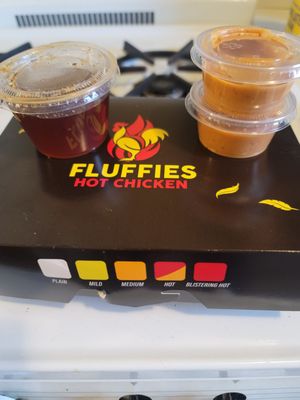 FLUFFIES
HOT CHICKEN
PLAIN
MILD
MEDIUM
HOT
BLISTERING HOT